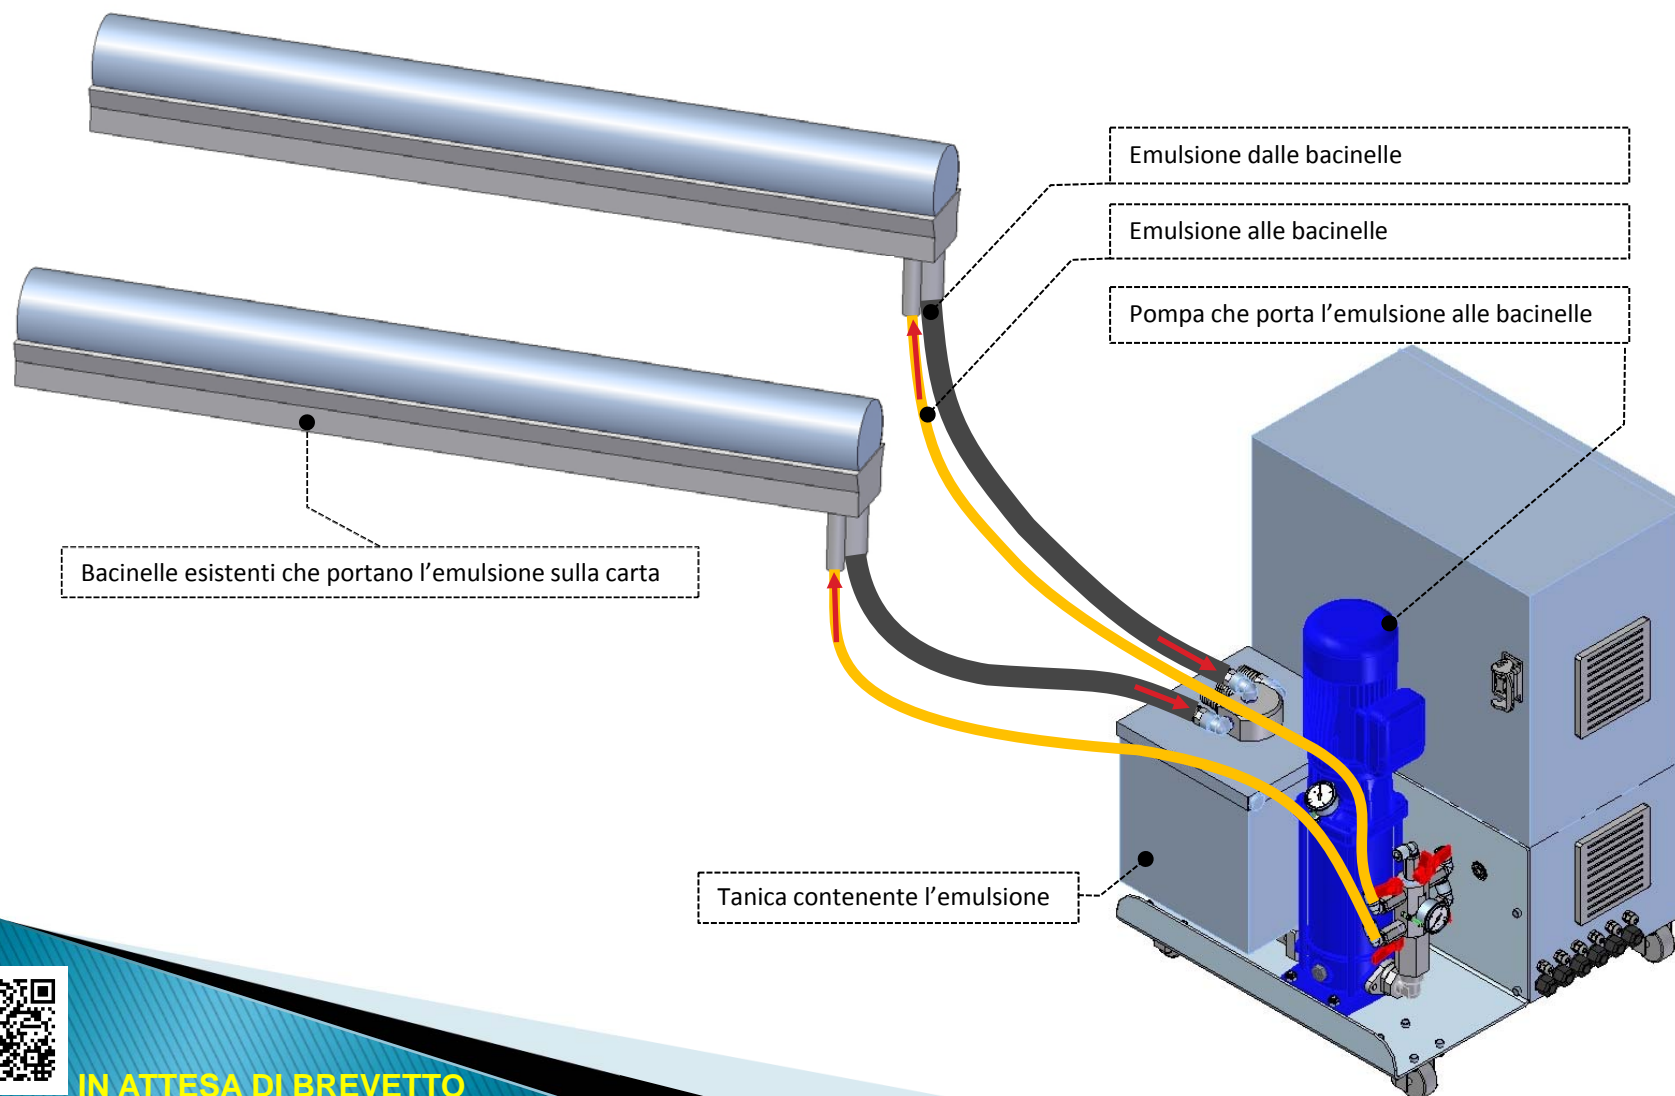 Emulsione dalle bacinelle
Emulsione alle bacinelle
Pompa che porta l’emulsione alle bacinelle
Bacinelle esistenti che portano l’emulsione sulla carta
Tanica contenente l’emulsione
IN ATTESA DI BREVETTO